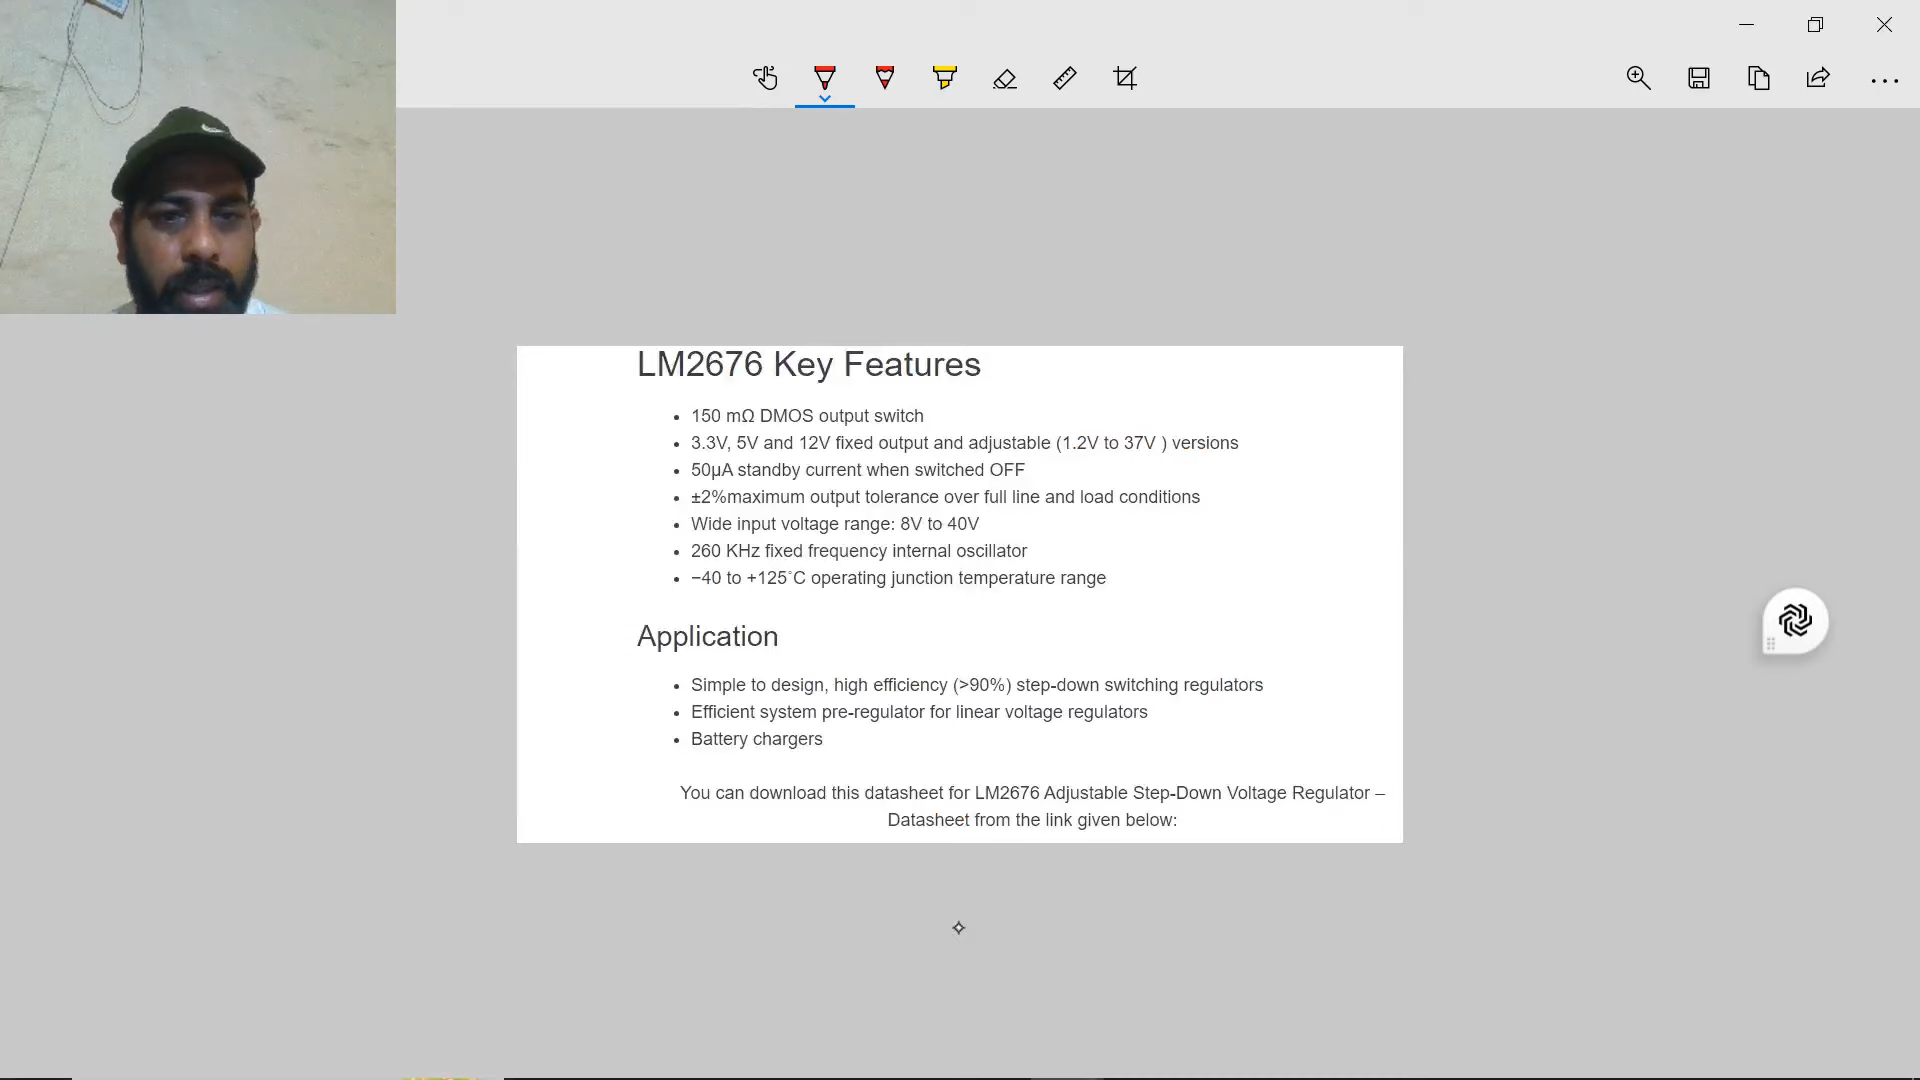 LM2676 Key Features
• 150 mΩ DMOS output switch
• 3.3V, 5V and 12V fixed output and adjustable (1.2V to 37V ) versions
• 50μA standby current when switched OFF
• ±2%maximum output tolerance over full line and load conditions
• Wide input voltage range: 8V to 40V
• 260 KHz fixed frequency internal oscillator
• −40 to +125˚C operating junction temperature range
Application
• Simple to design, high efficiency (>90%) step-down switching regulators
• Efficient system pre-regulator for linear voltage regulators
• Battery chargers
You can download this datasheet for LM2676 Adjustable Step-Down Voltage Regulator –
Datasheet from the link given below: